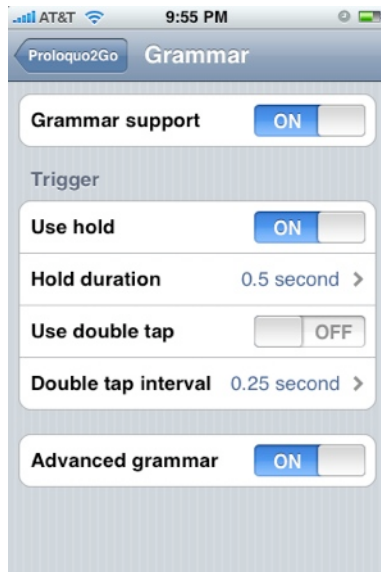 AT&T 9:55 PM
Proloquo2Go Grammar
Grammar support ON
Trigger
Use hold ON
Hold duration 0.5 second
Use double tap OFF
Double tap interval 0.25 second
Advanced grammar ON